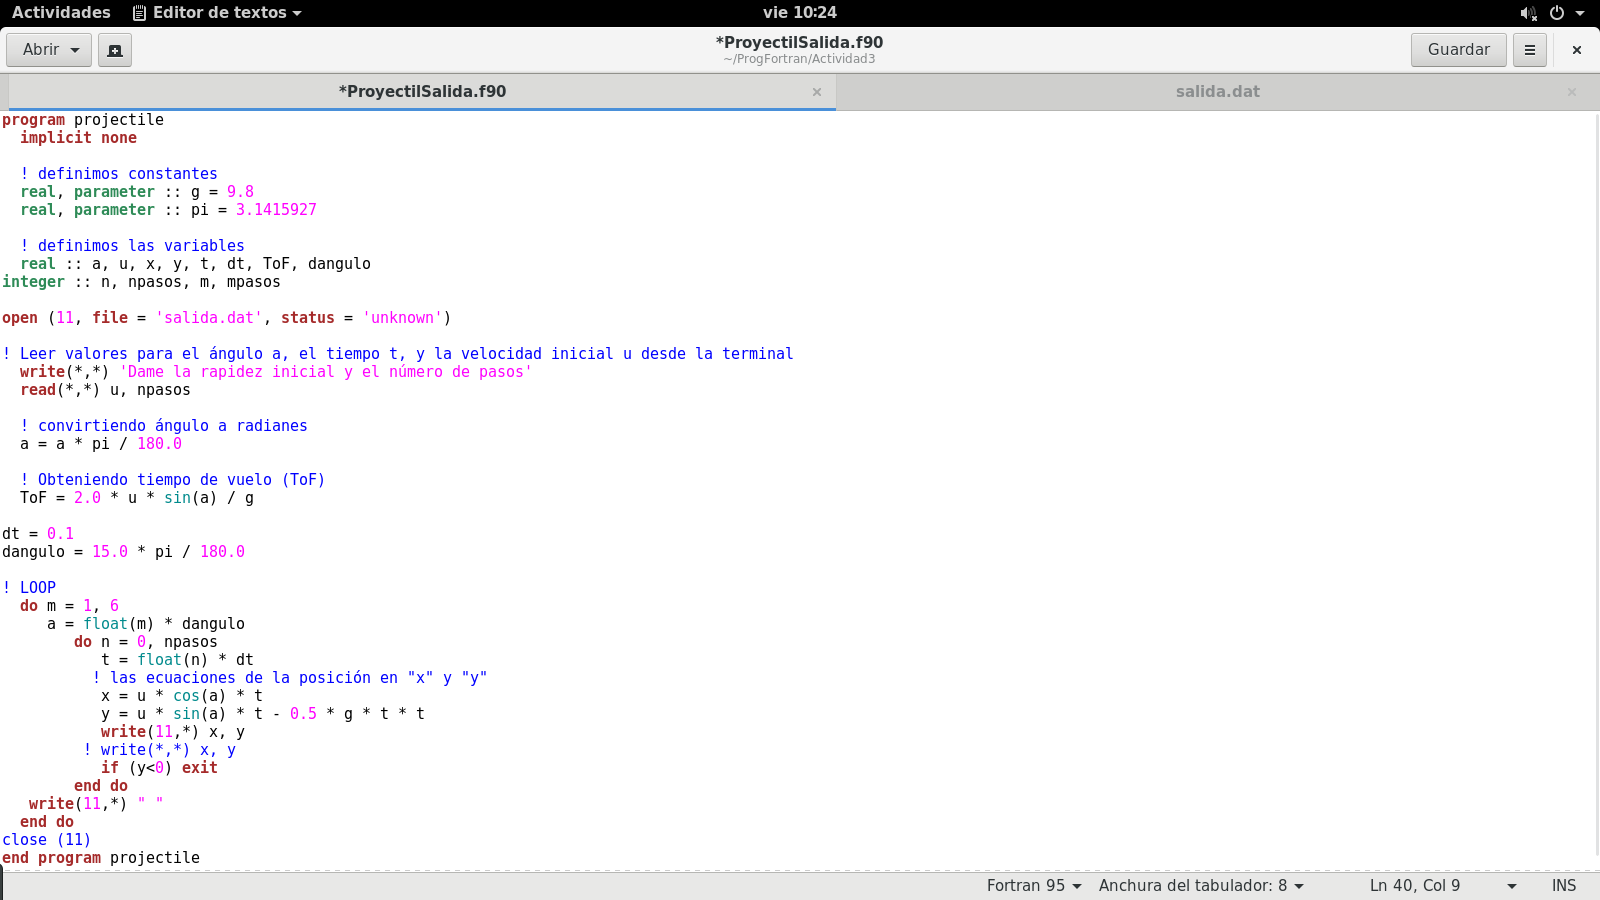 Actividades Editor de textos vie 10:24
Abrir *ProyectilSalida.f90 Guardar
~/ProgFortran/Actividad3
*ProyectilSalida.f90 × salida.dat ×
program projectile
  implicit none

  ! definimos constantes
  real, parameter :: g = 9.8
  real, parameter :: pi = 3.1415927

  ! definimos las variables
  real :: a, u, x, y, t, dt, ToF, dangulo
integer :: n, npasos, m, mpasos

open (11, file = 'salida.dat', status = 'unknown')

! Leer valores para el ángulo a, el tiempo t, y la velocidad inicial u desde la terminal
  write(*,*) 'Dame la rapidez inicial y el número de pasos'
  read(*,*) u, npasos

  ! convirtiendo ángulo a radianes
  a = a * pi / 180.0

  ! Obteniendo tiempo de vuelo (ToF)
  ToF = 2.0 * u * sin(a) / g

dt = 0.1
dangulo = 15.0 * pi / 180.0

! LOOP
  do m = 1, 6
     a = float(m) * dangulo
        do n = 0, npasos
           t = float(n) * dt
          ! las ecuaciones de la posición en "x" y "y"
           x = u * cos(a) * t
           y = u * sin(a) * t - 0.5 * g * t * t
           write(11,*) x, y
         ! write(*,*) x, y
           if (y<0) exit
        end do
   write(11,*) " "
  end do
close (11)
end program projectile
Fortran 95 Anchura del tabulador: 8 Ln 40, Col 9 INS